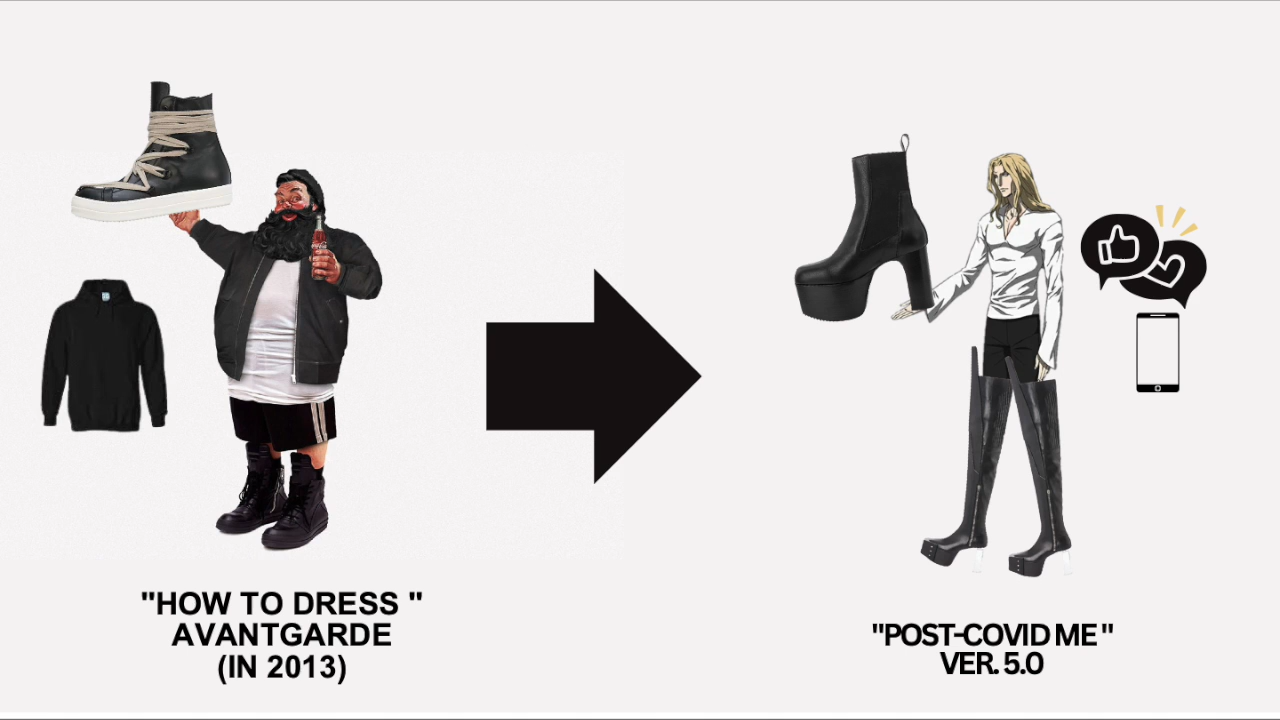 "HOW TO DRESS "
AVANTGARDE
(IN 2013)
"POST-COVID ME "
VER. 5.0